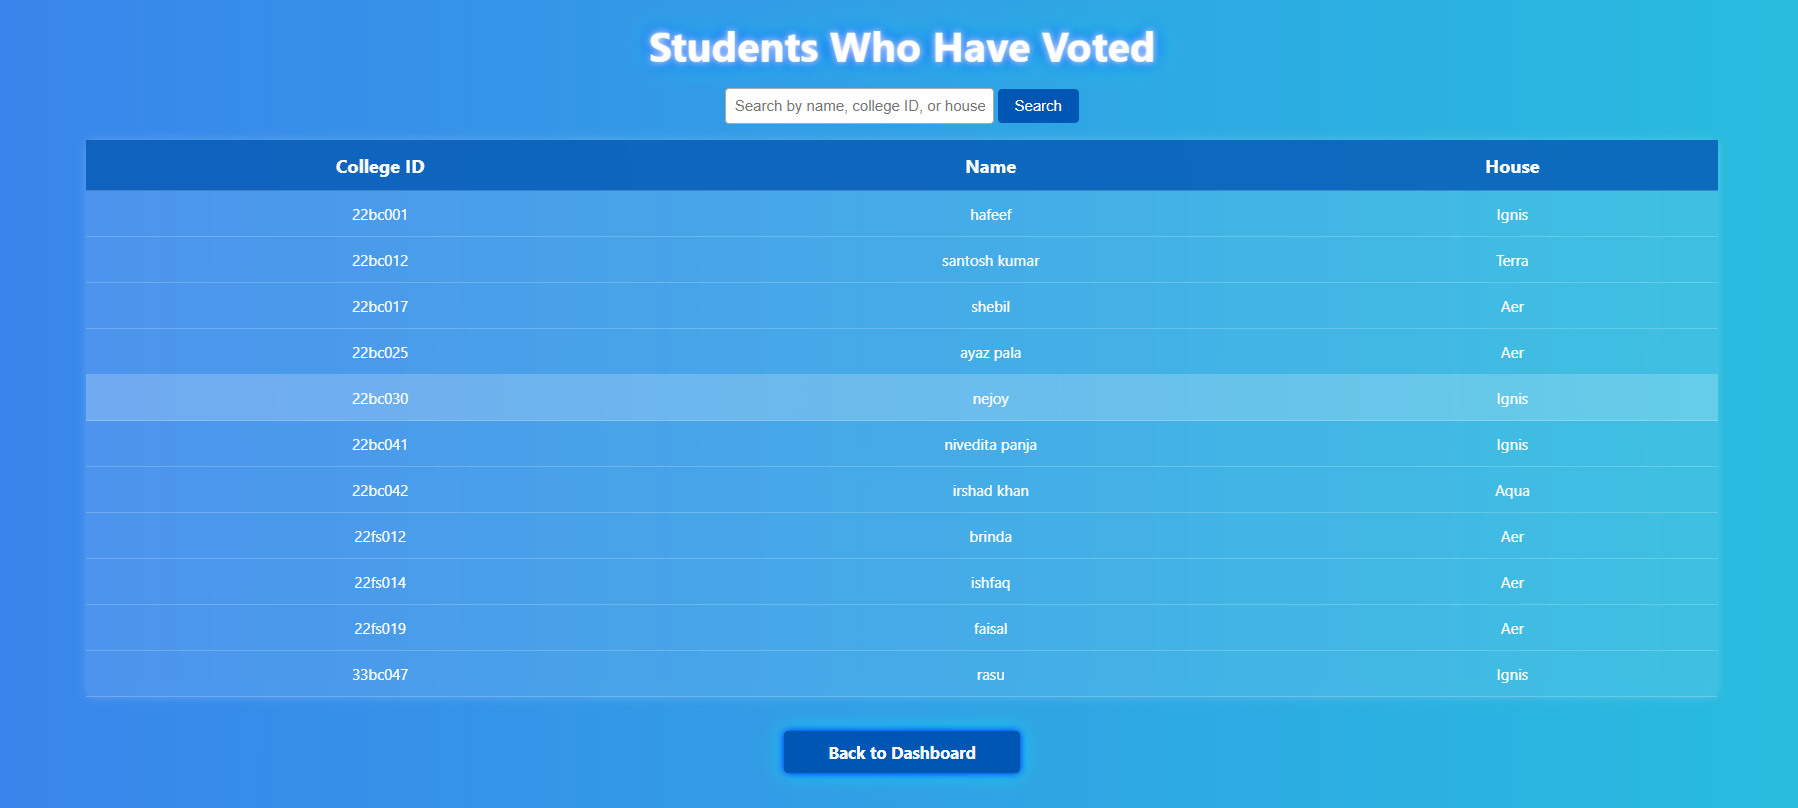 Students Who Have Voted
Search by name, college ID, or house Search
College ID Name House
22bc001 hafeef Ignis
22bc012 santosh kumar Terra
22bc017 shebil Aer
22bc025 ayaz pala Aer
22bc030 nejoy Ignis
22bc041 nivedita panja Ignis
22bc042 irshad khan Aqua
22fs012 brinda Aer
22fs014 ishfaq Aer
22fs019 faisal Aer
33bc047 rasu Ignis
Back to Dashboard